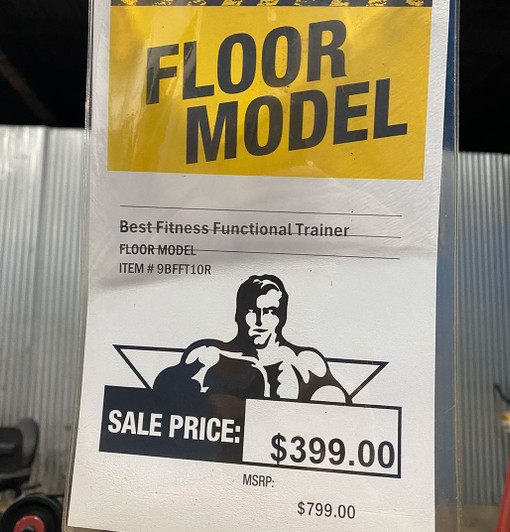 FLOOR
MODEL
Best Fitness Functional Trainer
FLOOR MODEL
ITEM # 9BFFT10R
SALE PRICE:
$399.00
MSRP:
$799.00